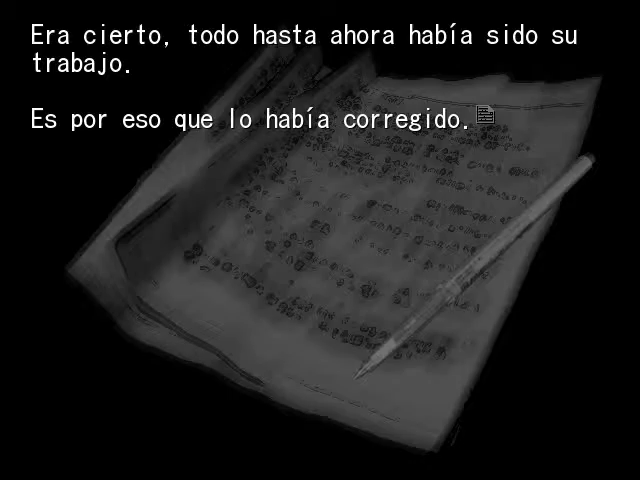 Era cierto, todo hasta ahora había sido su
trabajo.
Es por eso que lo había corregido.